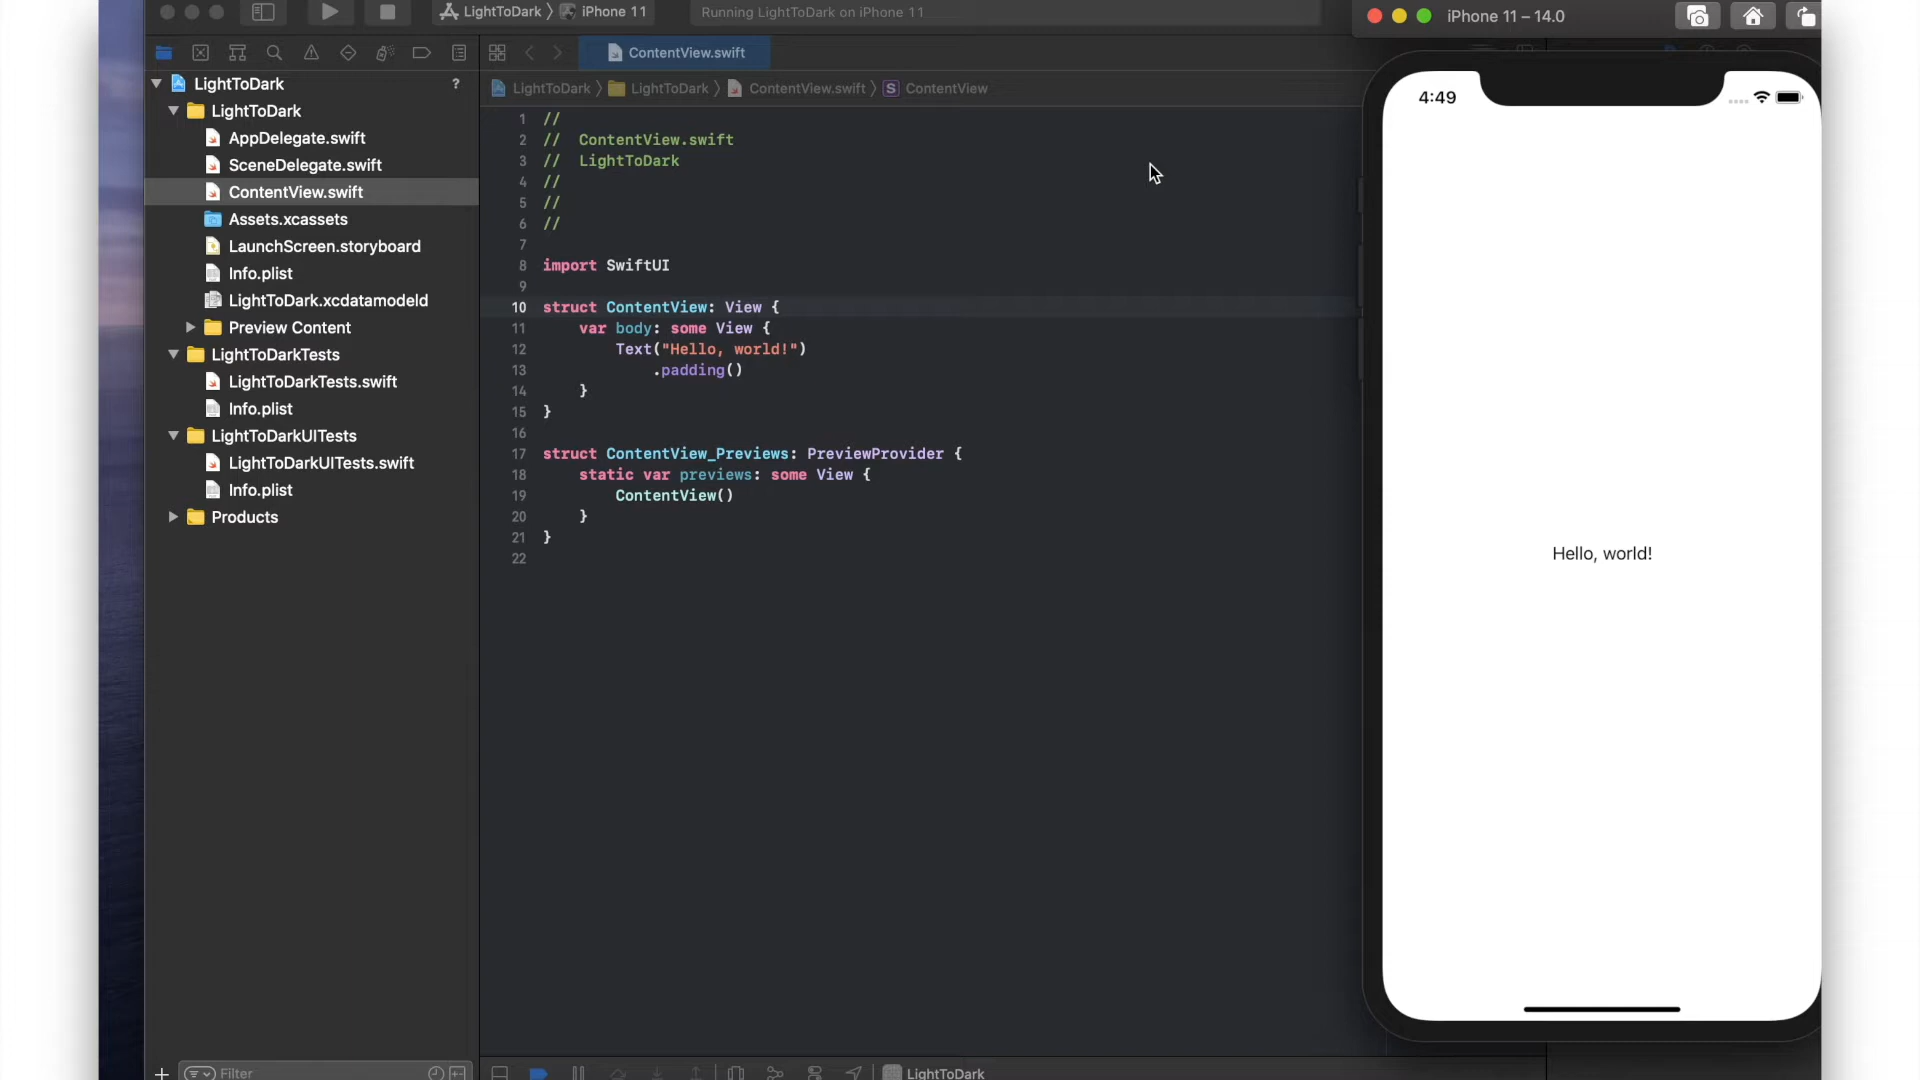 LightToDark 〉 iPhone 11
Running LightToDark on iPhone 11
iPhone 11 – 14.0
ContentView.swift
LightToDark ?
LightToDark
AppDelegate.swift
SceneDelegate.swift
ContentView.swift
Assets.xcassets
LaunchScreen.storyboard
Info.plist
LightToDark.xcdatamodeld
Preview Content
LightToDarkTests
LightToDarkTests.swift
Info.plist
LightToDarkUITests
LightToDarkUITests.swift
Info.plist
Products
Filter
LightToDark 〉 LightToDark 〉 ContentView.swift 〉 S ContentView
1 //
2 //  ContentView.swift
3 //  LightToDark
4 //
5 //
6 //
7
8 import SwiftUI
9
10 struct ContentView: View {
11     var body: some View {
12         Text("Hello, world!")
13             .padding()
14     }
15 }
16
17 struct ContentView_Previews: PreviewProvider {
18     static var previews: some View {
19         ContentView()
20     }
21 }
22
LightToDark
4:49
Hello, world!